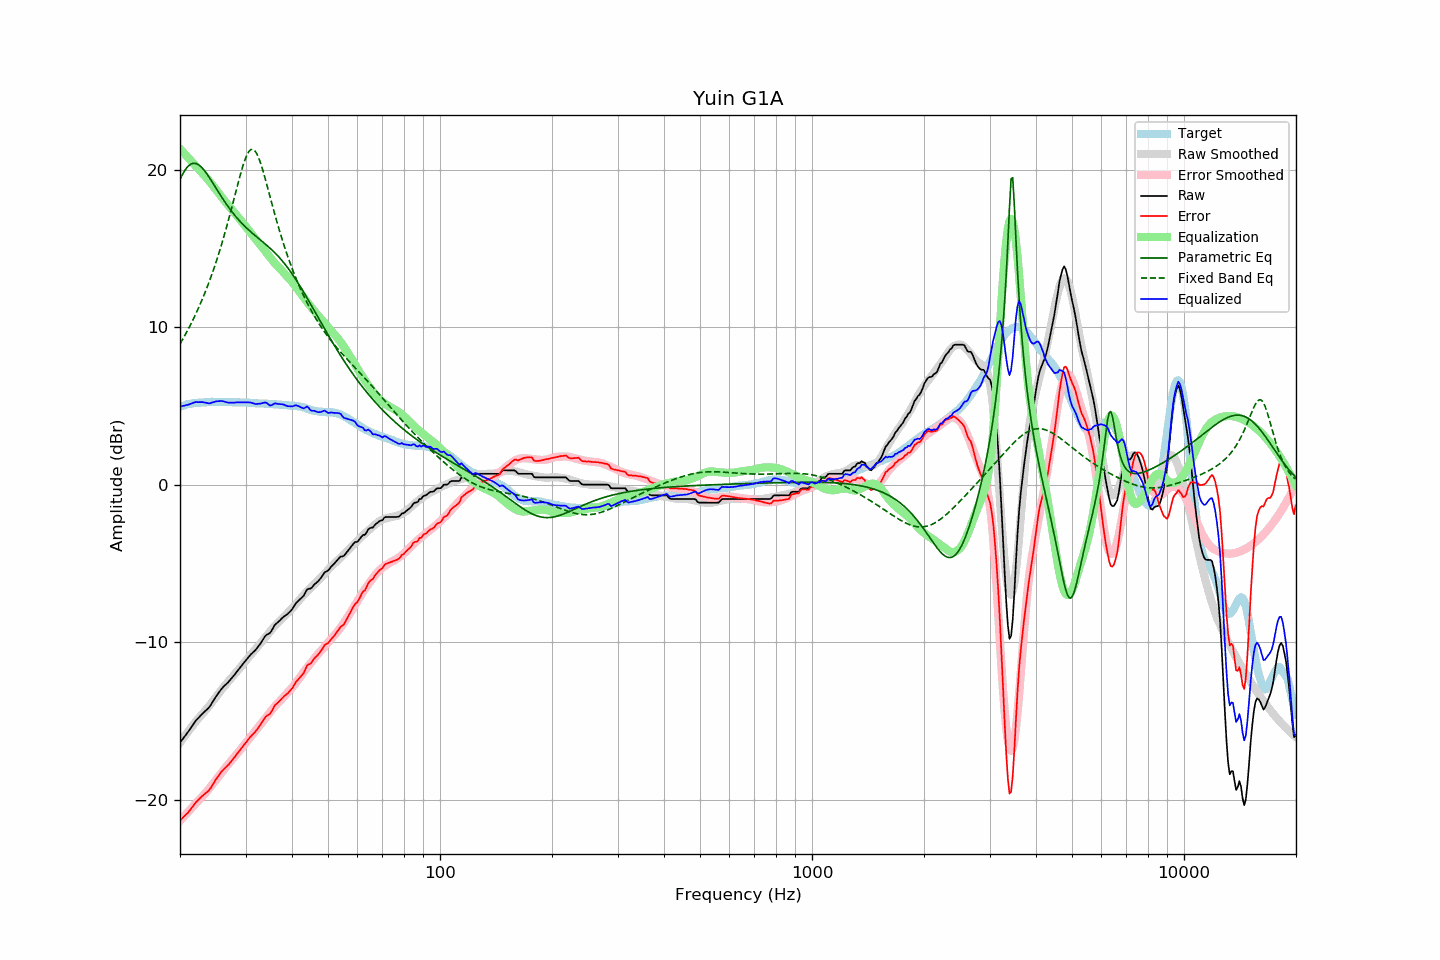 Yuin G1A
Target
Raw Smoothed
Error Smoothed
Raw
Error
Equalization
Parametric Eq
Fixed Band Eq
Equalized
20
10
0
−10
−20
Amplitude (dBr)
100
1000
10000
Frequency (Hz)